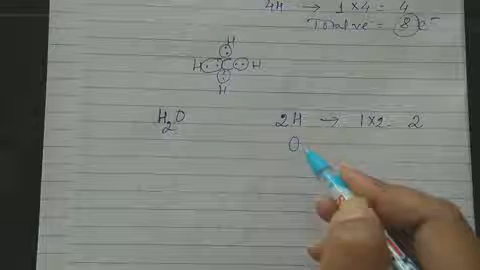 4H → 1 x 4 = 4
Total ve = 8 e⁻
H
H C H
H
H₂O 2H → 1 x 2 = 2
O